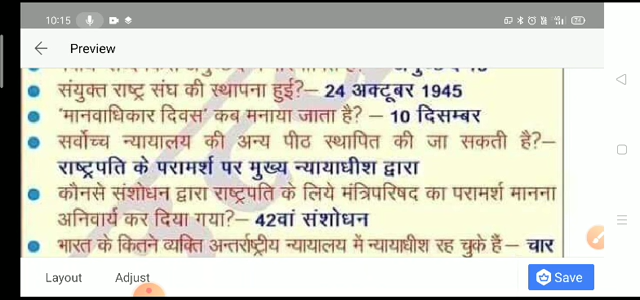 10:15
Preview
संयुक्त राष्ट्र संघ की स्थापना हुई?– 24 अक्टूबर 1945
'मानवाधिकार दिवस' कब मनाया जाता है? – 10 दिसम्बर
सर्वोच्च न्यायालय की अन्य पीठ स्थापित की जा सकती है?–
राष्ट्रपति के परामर्श पर मुख्य न्यायाधीश द्वारा
कौनसे संशोधन द्वारा राष्ट्रपति के लिये मंत्रिपरिषद का परामर्श मानना
अनिवार्य कर दिया गया?– 42वां संशोधन
भारत के कितने व्यक्ति अन्तर्राष्ट्रीय न्यायालय में न्यायाधीश रह चुके हैं– चार
Layout Adjust Save